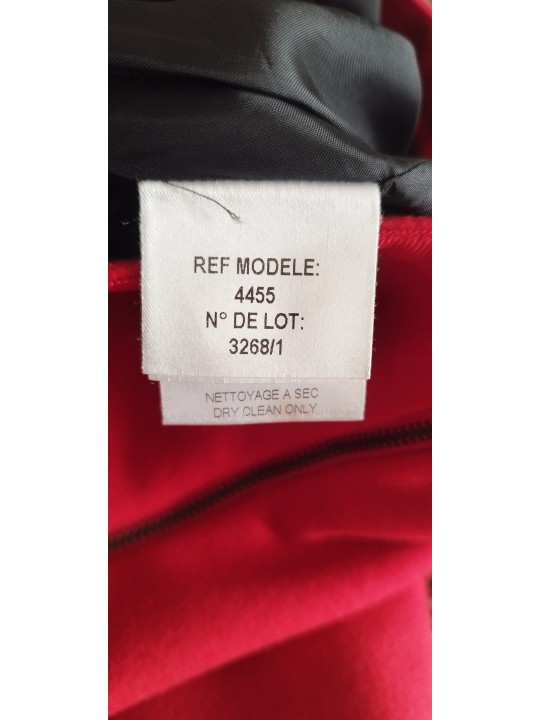 REF MODELE:
4455
N° DE LOT:
3268/1
NETTOYAGE A SEC
DRY CLEAN ONLY